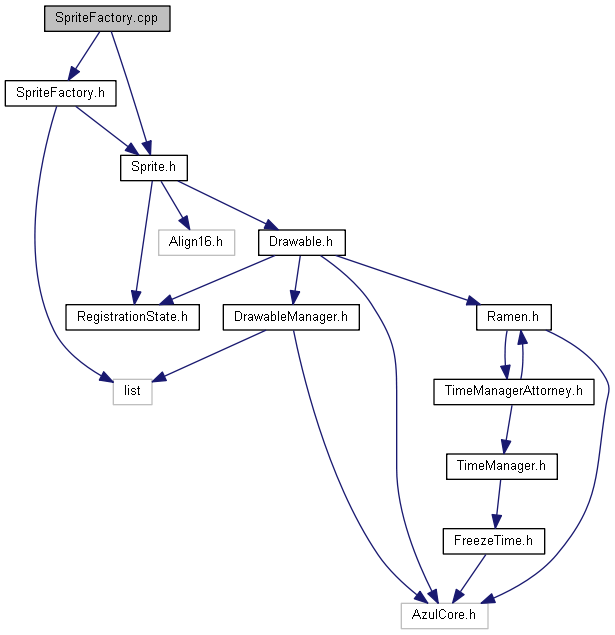 SpriteFactory.cpp
SpriteFactory.h
Sprite.h
Align16.h
Drawable.h
RegistrationState.h
DrawableManager.h
Ramen.h
list
TimeManagerAttorney.h
TimeManager.h
FreezeTime.h
AzulCore.h